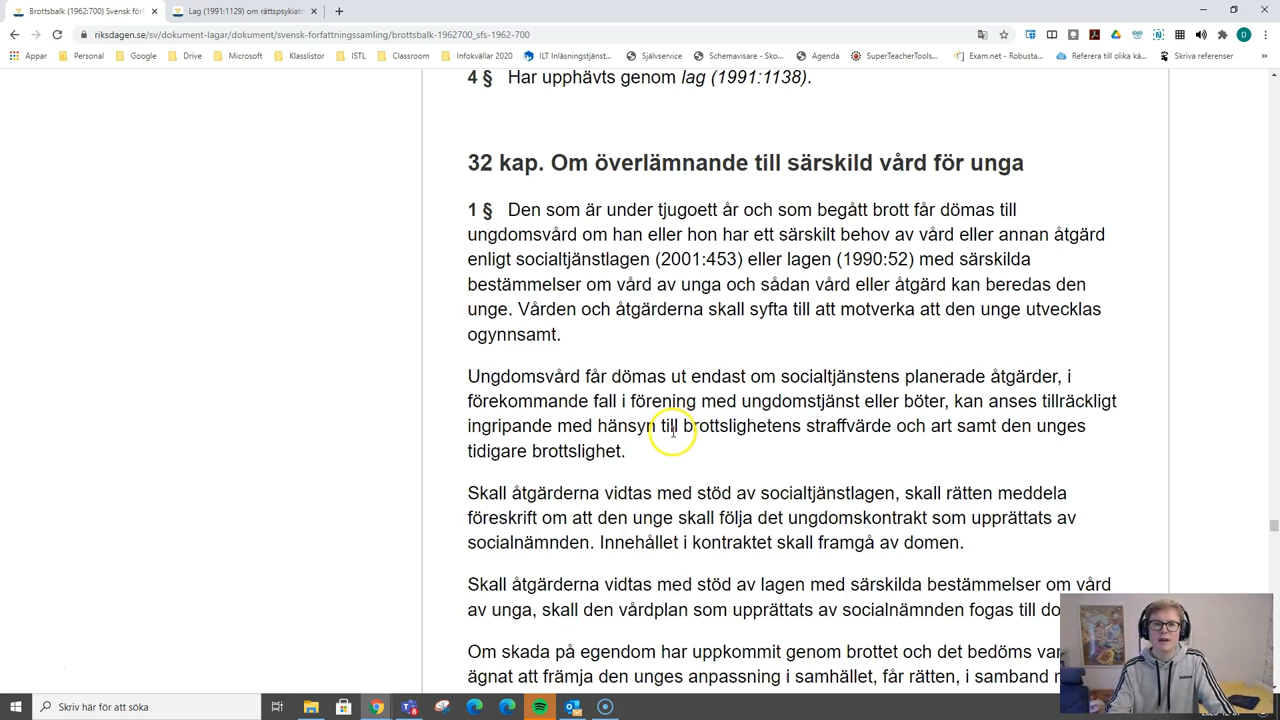 Brottsbalk (1962:700) Svensk förf
Lag (1991:1129) om rättspsykiatr
riksdagen.se/sv/dokument-lagar/dokument/svensk-forfattningssamling/brottsbalk-1962700_sfs-1962-700
Appar Personal Google Drive Microsoft Klasslistor ISTL Classroom Infokvällar 2020 ILT Inläsningstjänst... Självservice Schemavisare - Sko... Agenda SuperTeacherTools... Exam.net - Robusta... Referera till olika kä... Skriva referenser
4 § Har upphävts genom lag (1991:1138).
32 kap. Om överlämnande till särskild vård för unga
1 § Den som är under tjugoett år och som begått brott får dömas till
ungdomsvård om han eller hon har ett särskilt behov av vård eller annan åtgärd
enligt socialtjänstlagen (2001:453) eller lagen (1990:52) med särskilda
bestämmelser om vård av unga och sådan vård eller åtgärd kan beredas den
unge. Vården och åtgärderna skall syfta till att motverka att den unge utvecklas
ogynnsamt.
Ungdomsvård får dömas ut endast om socialtjänstens planerade åtgärder, i
förekommande fall i förening med ungdomstjänst eller böter, kan anses tillräckligt
ingripande med hänsyn till brottslighetens straffvärde och art samt den unges
tidigare brottslighet.
Skall åtgärderna vidtas med stöd av socialtjänstlagen, skall rätten meddela
föreskrift om att den unge skall följa det ungdomskontrakt som upprättats av
socialnämnden. Innehållet i kontraktet skall framgå av domen.
Skall åtgärderna vidtas med stöd av lagen med särskilda bestämmelser om vård
av unga, skall den vårdplan som upprättats av socialnämnden fogas till do
Om skada på egendom har uppkommit genom brottet och det bedöms var
ägnat att främja den unges anpassning i samhället, får rätten, i samband
Skriv här för att söka